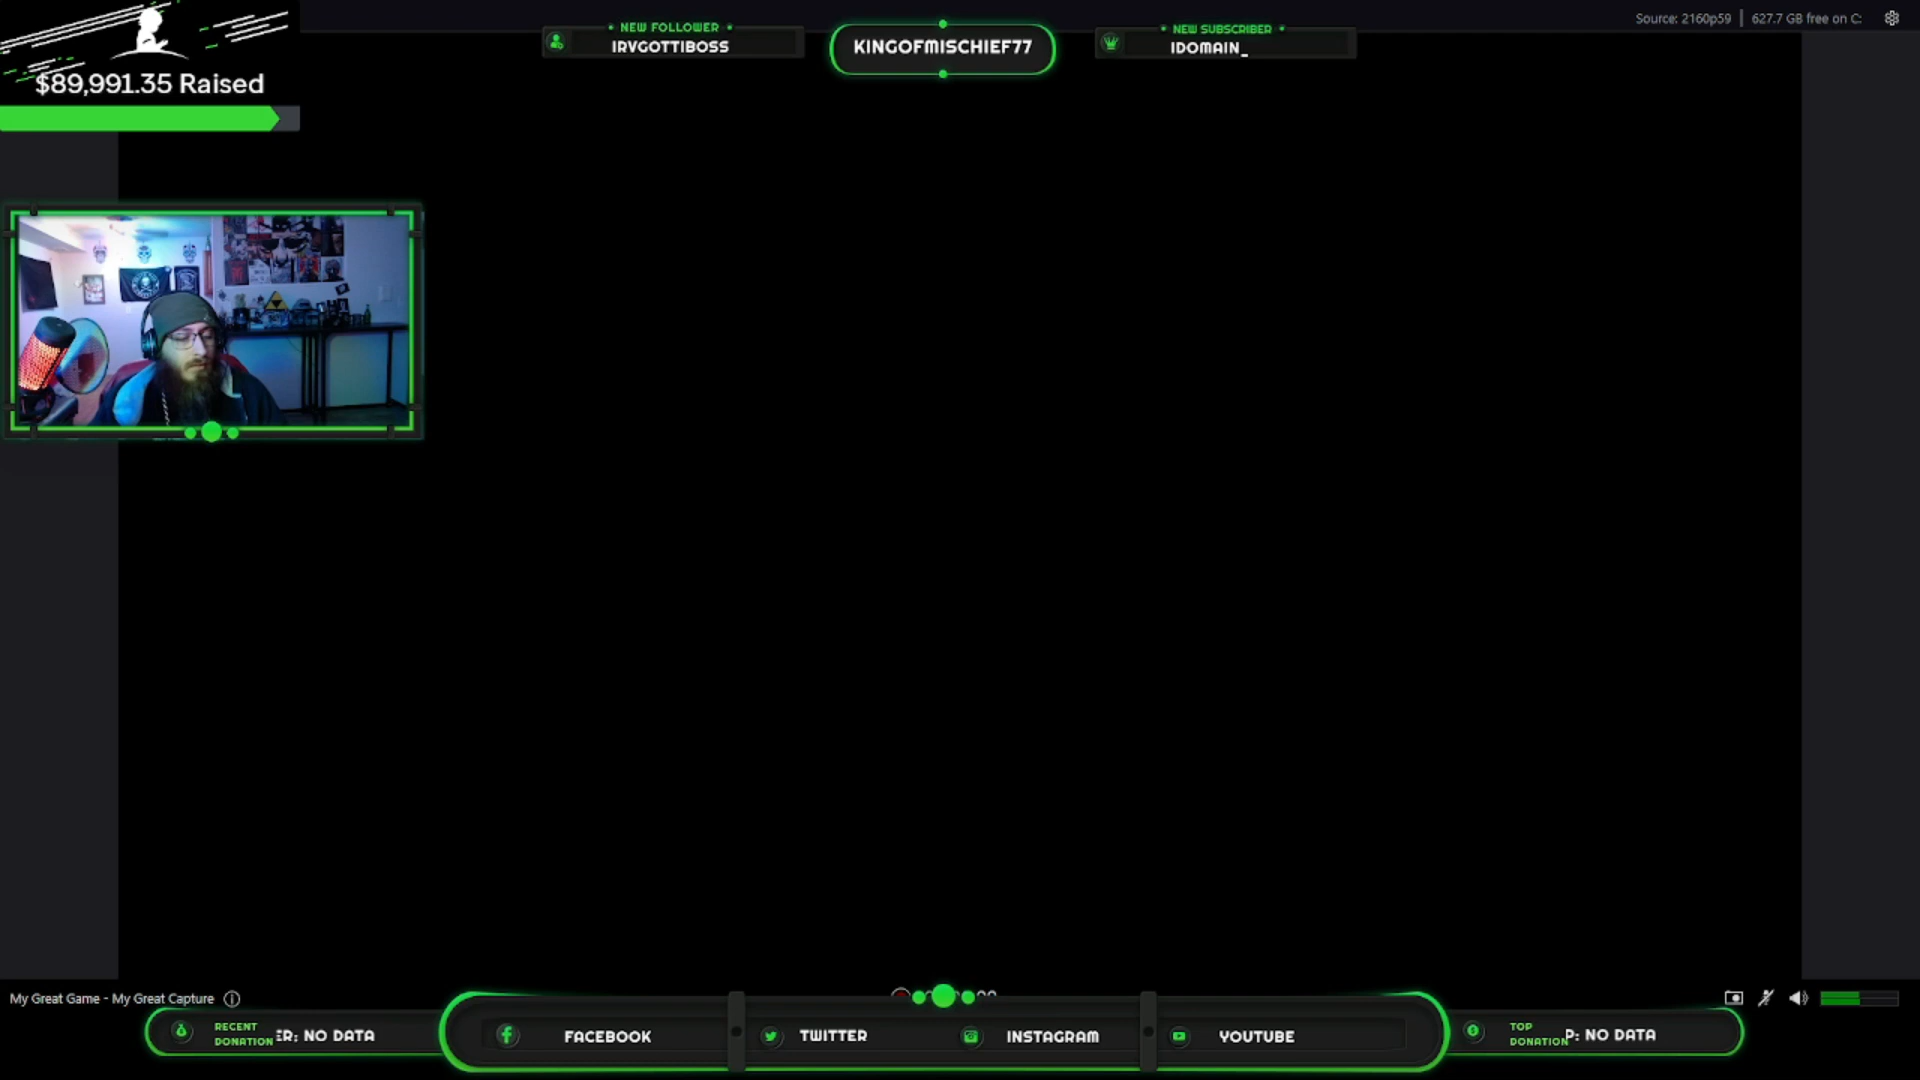 Source: 2160p59 | 627.7 GB free on C:
NEW FOLLOWER
IRVGOTTIBOSS
KINGOFMISCHIEF77
NEW SUBSCRIBER
IDOMAIN_
$89,991.35 Raised
My Great Game - My Great Capture
RECENT DONATION
ER: NO DATA
FACEBOOK
TWITTER
INSTAGRAM
YOUTUBE
TOP DONATION
P: NO DATA